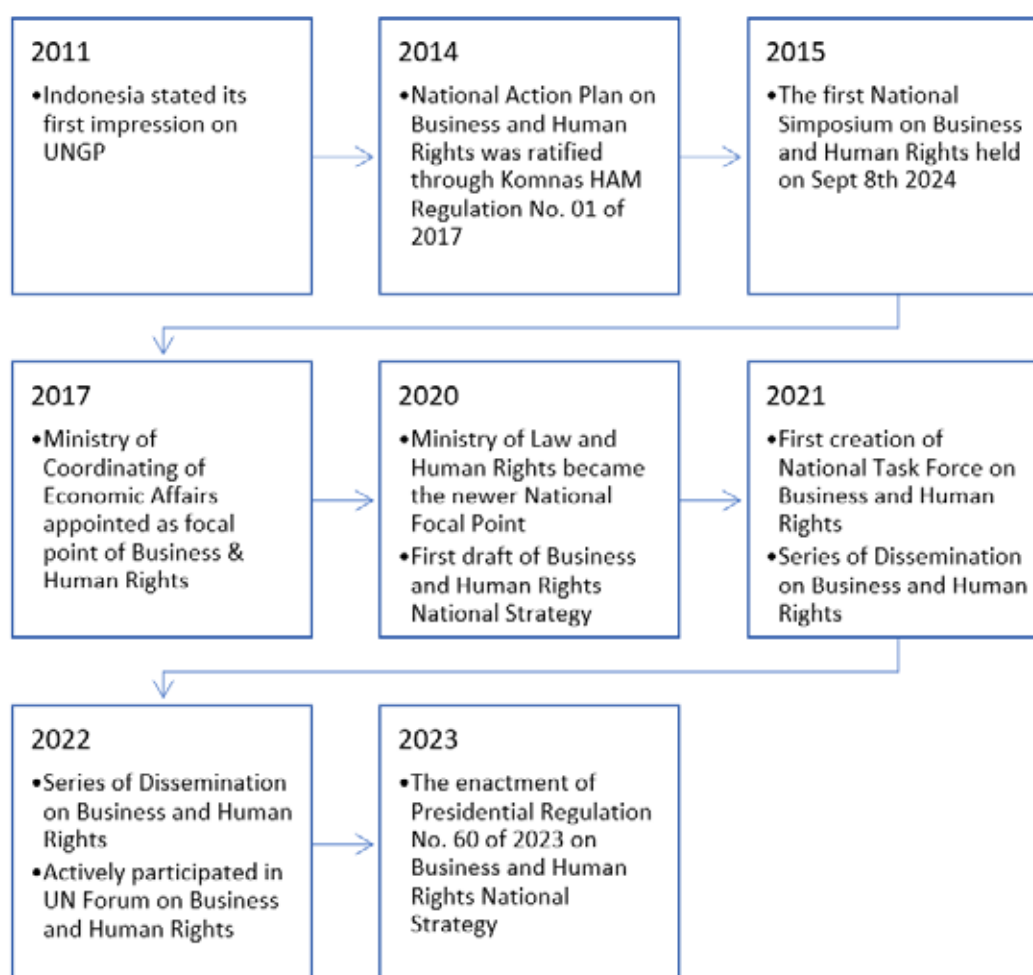 2011
•Indonesia stated its
first impression on
UNGP
2014
•National Action Plan on
Business and Human
Rights was ratified
through Komnas HAM
Regulation No. 01 of
2017
2015
•The first National
Simposium on Business
and Human Rights held
on Sept 8th 2024
2017
•Ministry of
Coordinating of
Economic Affairs
appointed as focal
point of Business &
Human Rights
2020
•Ministry of Law and
Human Rights became
the newer National
Focal Point
•First draft of Business
and Human Rights
National Strategy
2021
•First creation of
National Task Force on
Business and Human
Rights
•Series of Dissemination
on Business and Human
Rights
2022
•Series of Dissemination
on Business and Human
Rights
•Actively participated in
UN Forum on Business
and Human Rights
2023
•The enactment of
Presidential Regulation
No. 60 of 2023 on
Business and Human
Rights National
Strategy